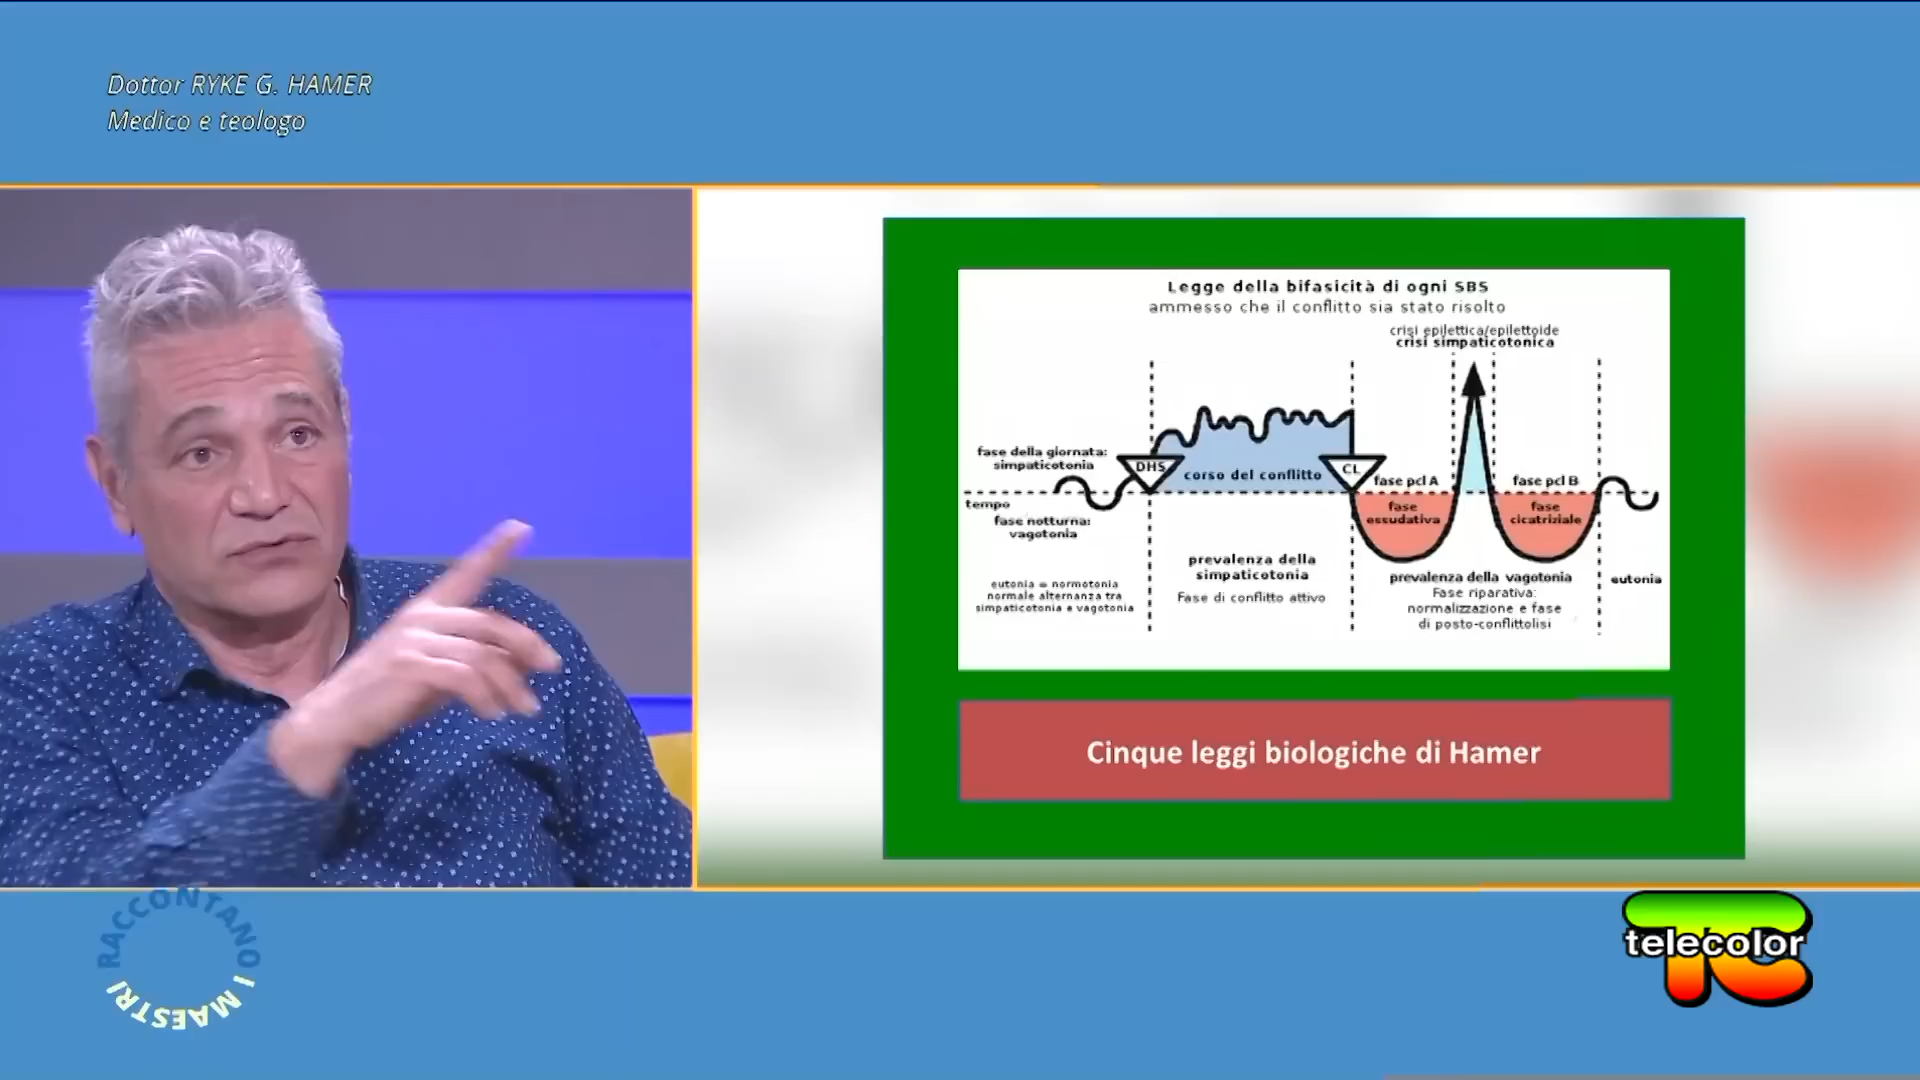 Dottor RYKE G. HAMER
Medico e teologo
Legge della bifasicità di ogni SBS
ammesso che il conflitto sia stato risolto
crisi epilettica/epilettoide
crisi simpaticotonica
fase della giornata:
simpaticotonia
DHS
corso del conflitto
CL
fase pcl A
fase pcl B
tempo
fase notturna:
vagotonia
fase
essudativa
fase
cicatriziale
prevalenza della
simpaticotonia
Fase di conflitto attivo
eutonia = normotonia
normale alternanza tra
simpaticotonia e vagotonia
prevalenza della vagotonia
Fase riparativa:
normalizzazione e fase
di posto-conflittolisi
eutonia
Cinque leggi biologiche di Hamer
RACCONTANO
I MAESTRI
TC
telecolor